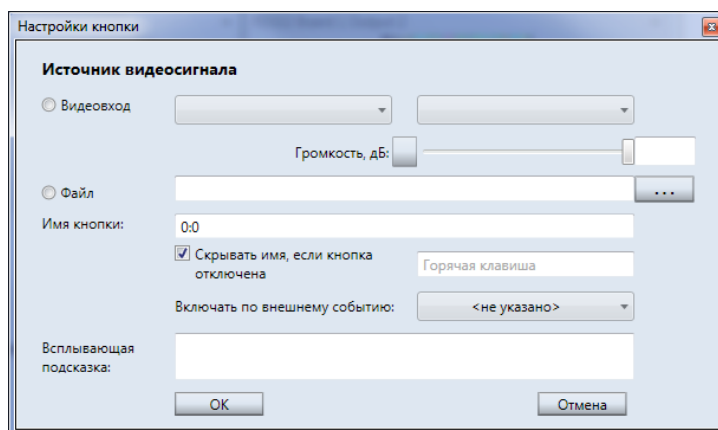 Настройки кнопки
Источник видеосигнала
Видеовход
Громкость, дБ:
Файл
...
Имя кнопки:
0:0
Скрывать имя, если кнопка
отключена
Горячая клавиша
Включать по внешнему событию:
<не указано>
Всплывающая
подсказка:
OK
Отмена